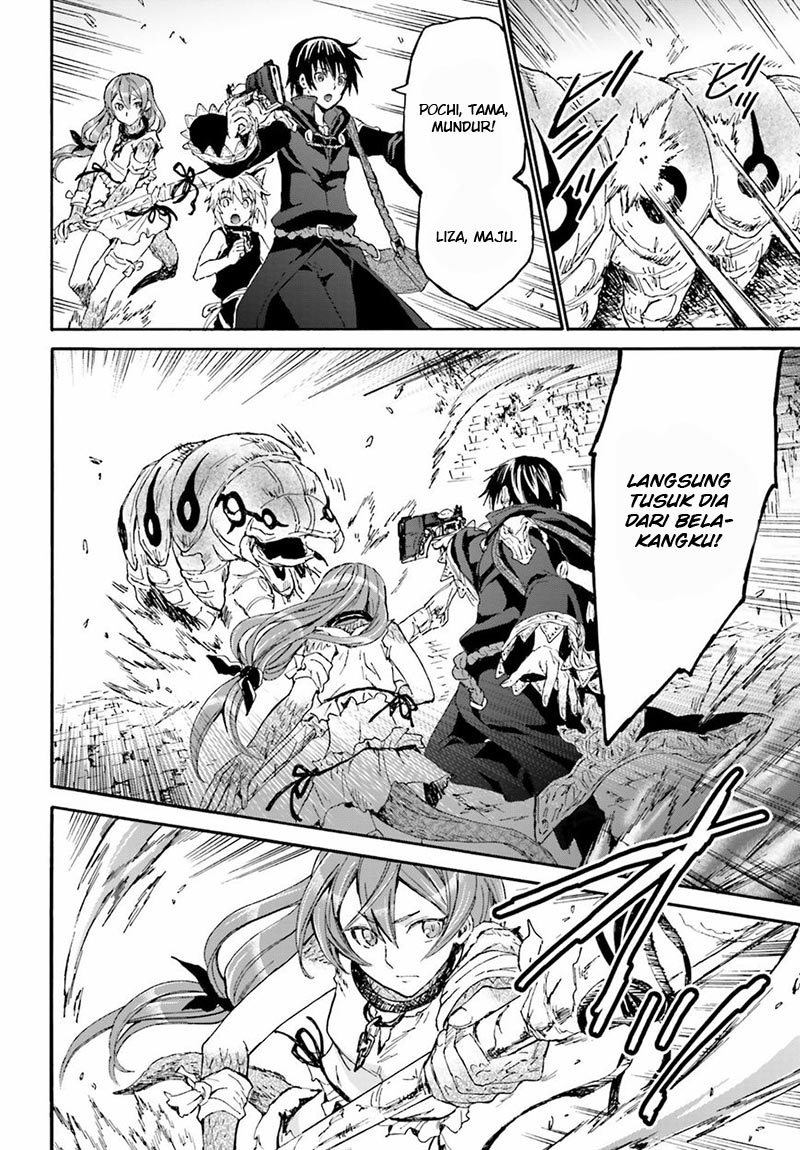 POCHI, TAMA,
MUNDUR!
LIZA, MAJU.
LANGSUNG
TUSUK DIA
DARI BELA-
KANGKU!